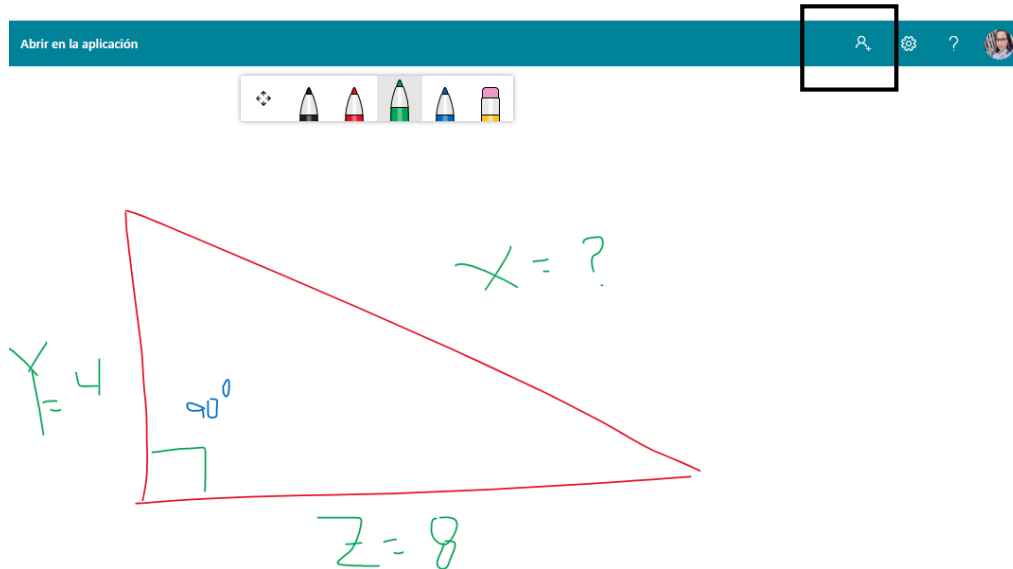 Abrir en la aplicación
?
x = ?
Y = 4
90°
Z = 8